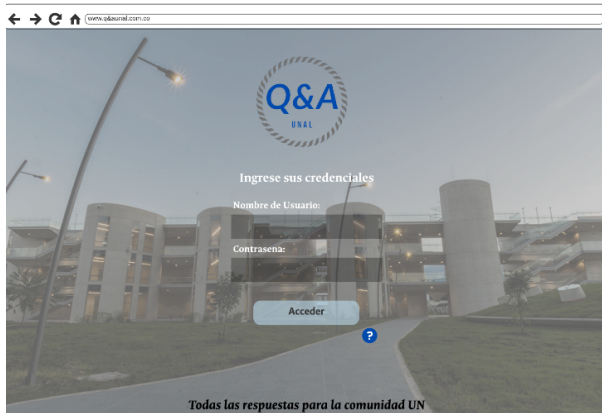 www.q&aunal.com.co
Q&A
UNAL
Ingrese sus credenciales
Nombre de Usuario:
Contrasena:
Acceder
?
Todas las respuestas para la comunidad UN